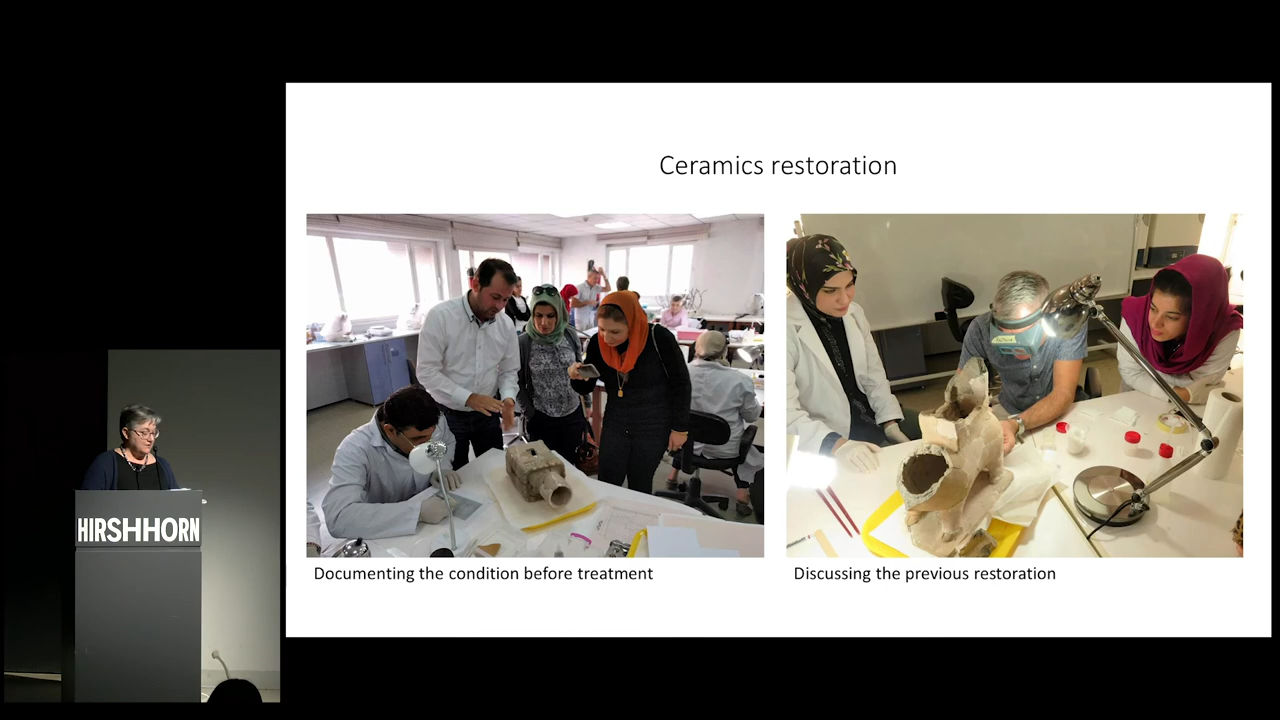 Ceramics restoration
HIRSHHORN
Documenting the condition before treatment
Discussing the previous restoration